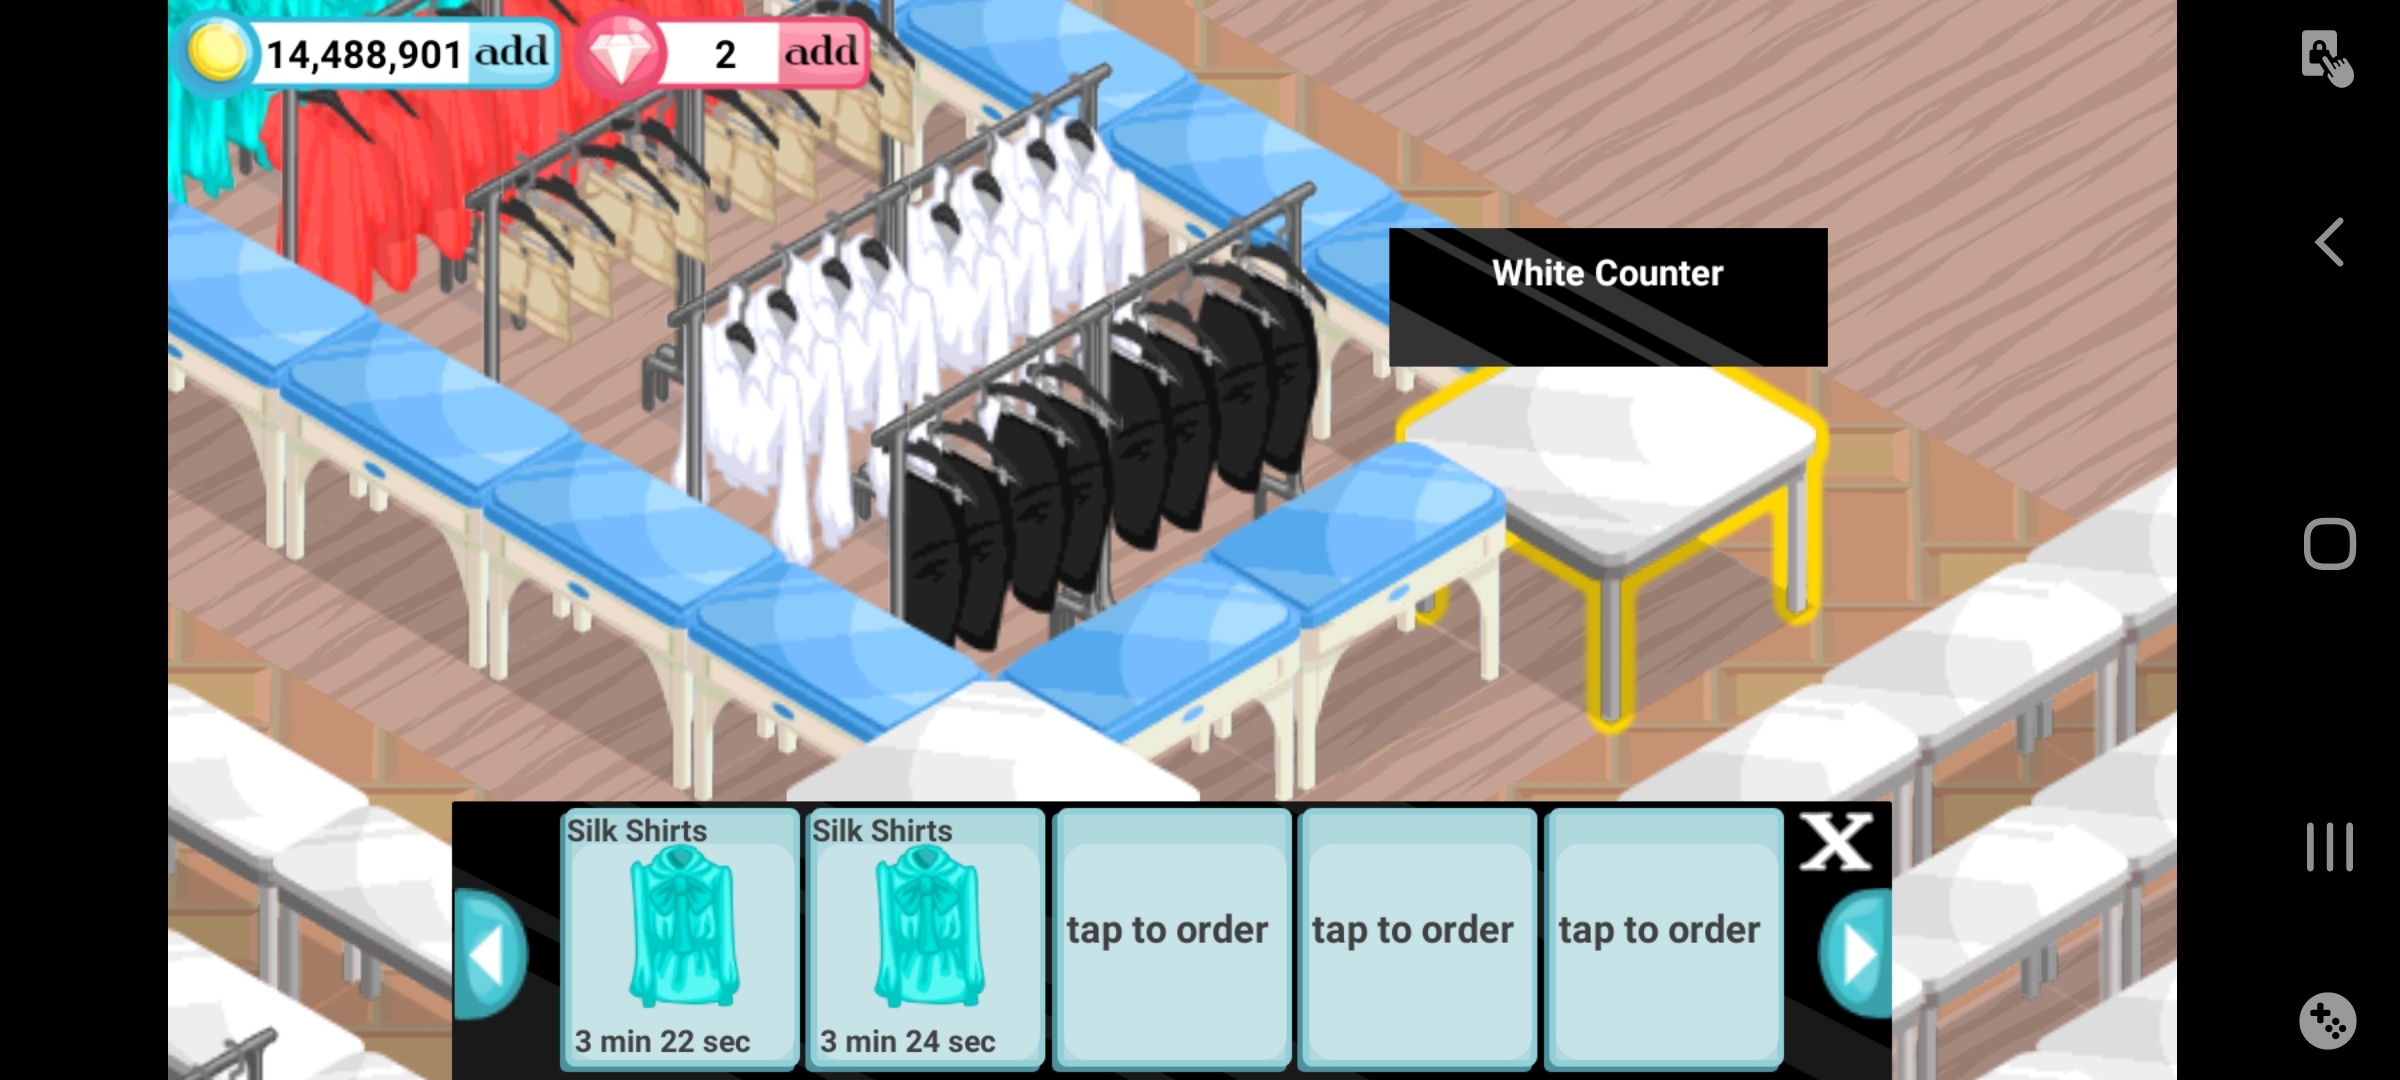 14,488,901 add
2 add
White Counter
Silk Shirts
3 min 22 sec
Silk Shirts
3 min 24 sec
tap to order
tap to order
tap to order
X